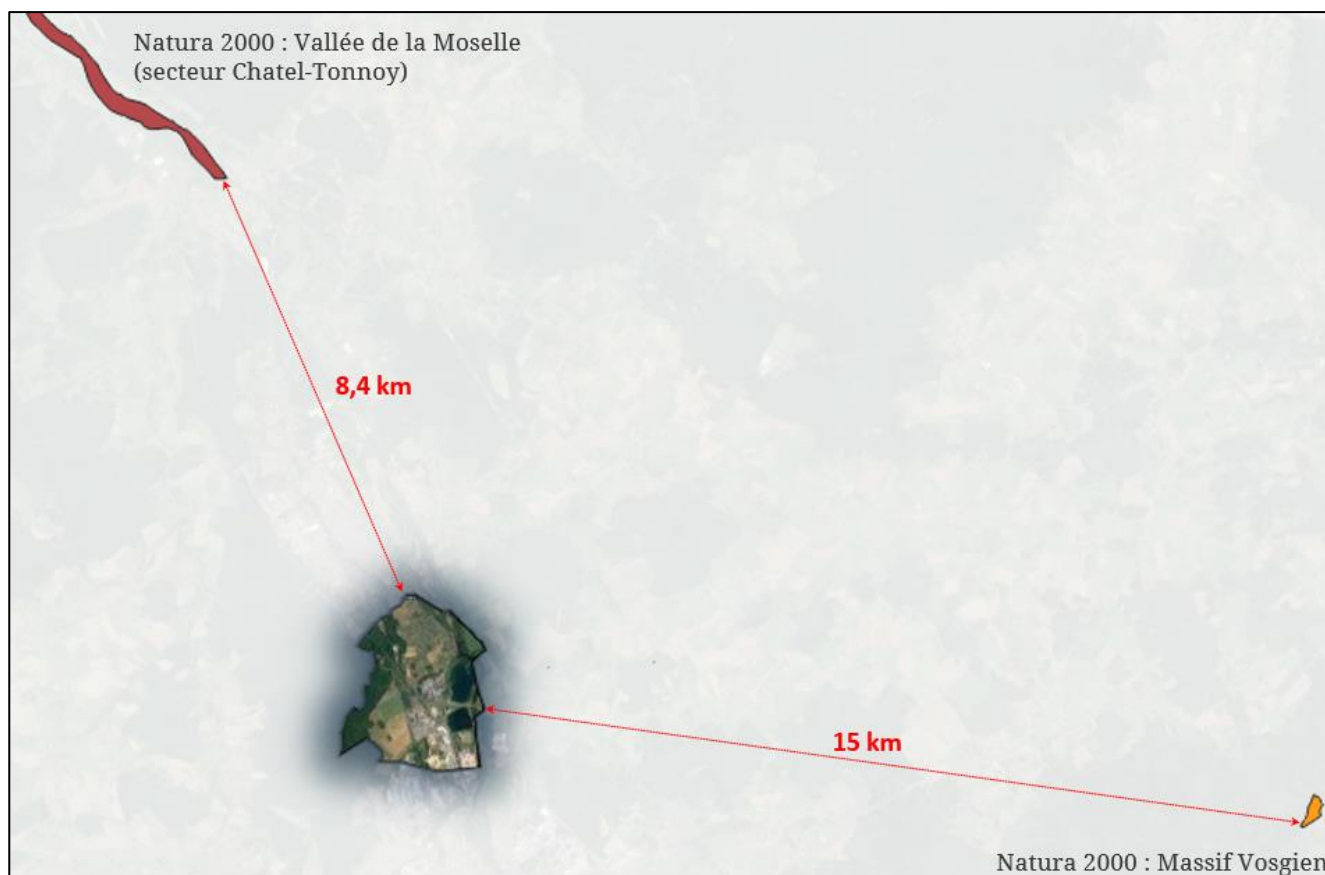 Natura 2000 : Vallée de la Moselle
(secteur Chatel-Tonnoy)
8,4 km
15 km
Natura 2000 : Massif Vosgien